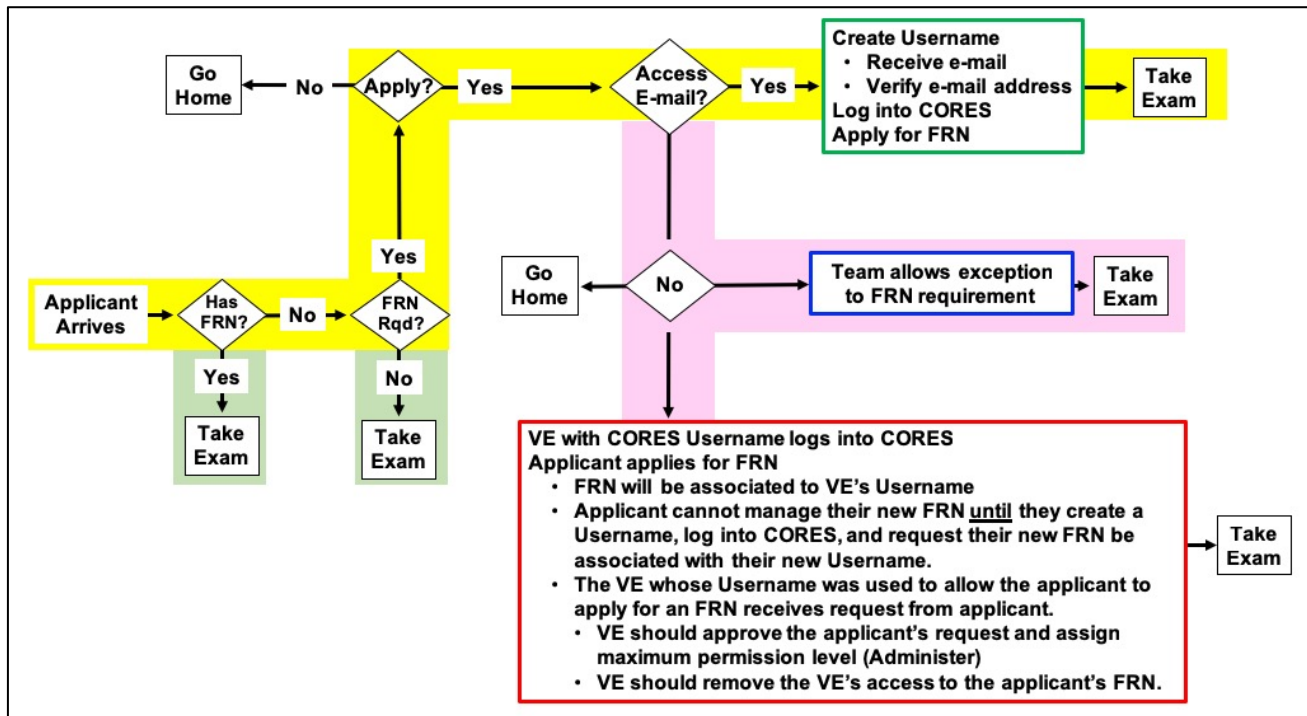 Go
Home
No
Apply?
Yes
Access
E-mail?
Yes
Create Username
• Receive e-mail
• Verify e-mail address
Log into CORES
Apply for FRN
Take
Exam
Yes
Applicant
Arrives
Has
FRN?
No
FRN
Rqd?
Go
Home
No
Team allows exception
to FRN requirement
Take
Exam
Yes
No
Take
Exam
Take
Exam
VE with CORES Username logs into CORES
Applicant applies for FRN
• FRN will be associated to VE's Username
• Applicant cannot manage their new FRN until they create a
Username, log into CORES, and request their new FRN be
associated with their new Username.
• The VE whose Username was used to allow the applicant to
apply for an FRN receives request from applicant.
• VE should approve the applicant's request and assign
maximum permission level (Administer)
• VE should remove the VE's access to the applicant's FRN.
Take
Exam